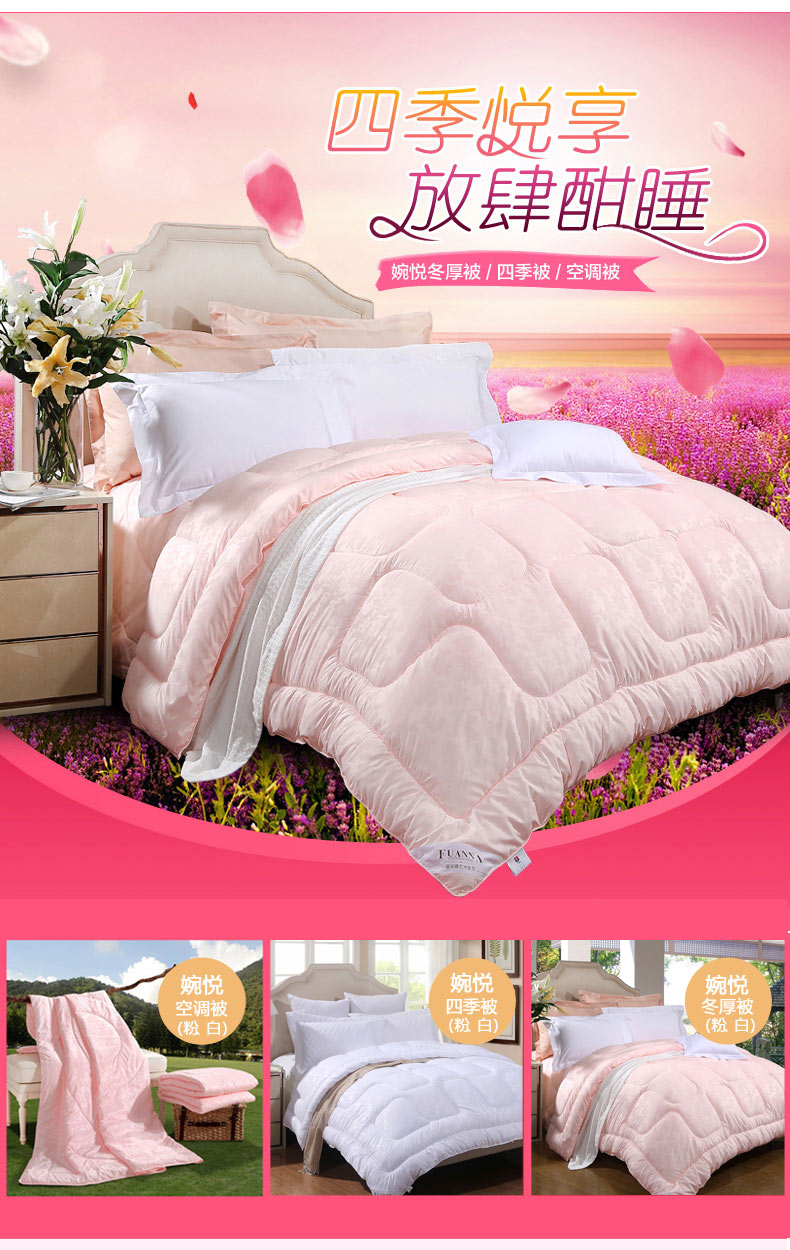 四季悦享
放肆酣睡
婉悦冬厚被 / 四季被 / 空调被
FUANNA
婉悦
空调被
(粉 白)
婉悦
四季被
(粉 白)
婉悦
冬厚被
(粉 白)